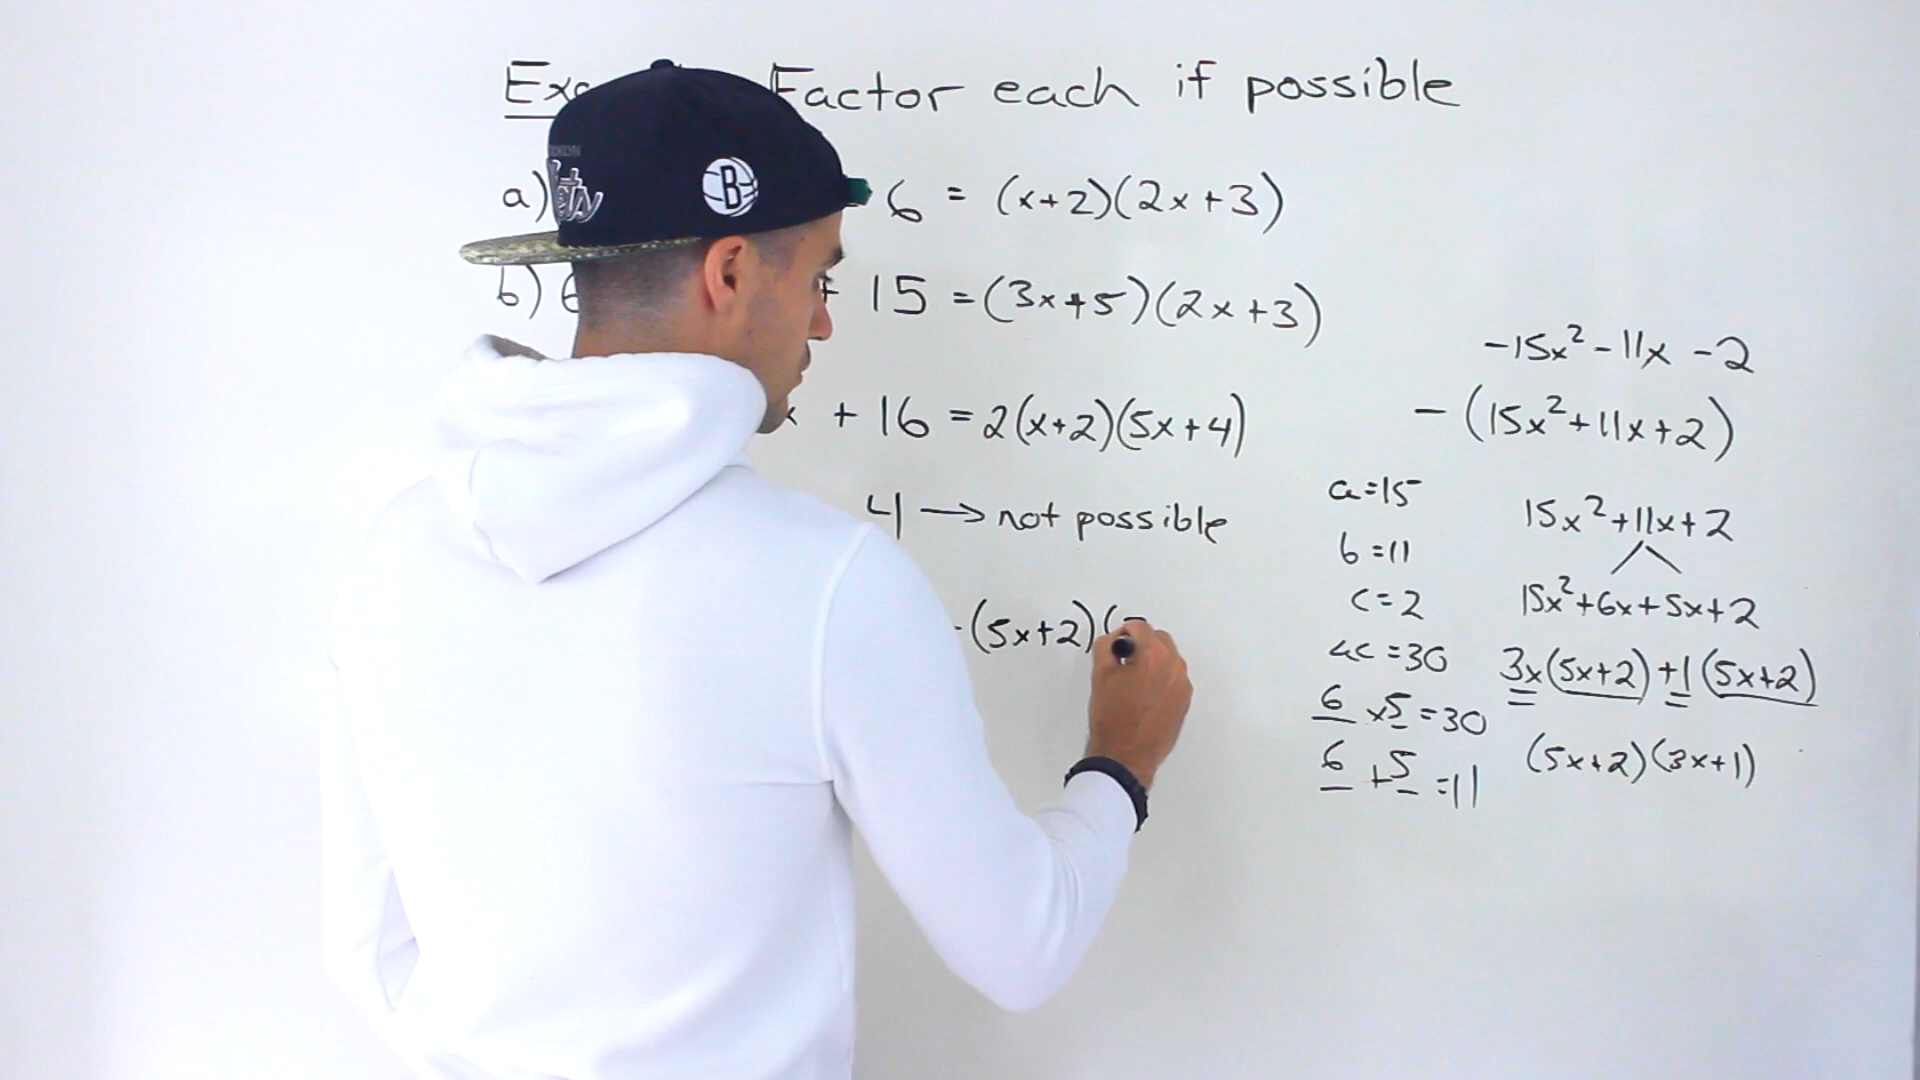 Factor each if possible
a) 6 = (x+2)(2x+3)
b) 6 + 15 = (3x+5)(2x+3)
x + 16 = 2(x+2)(5x+4)
4 → not possible
-(5x+2)(
B
-15x² - 11x - 2
-(15x²+11x+2)
a=15
b=11
c=2
ac=30
6 x 5 = 30
6 + 5 = 11
15x²+11x+2
15x²+6x+5x+2
3x(5x+2)+1(5x+2)
(5x+2)(3x+1)